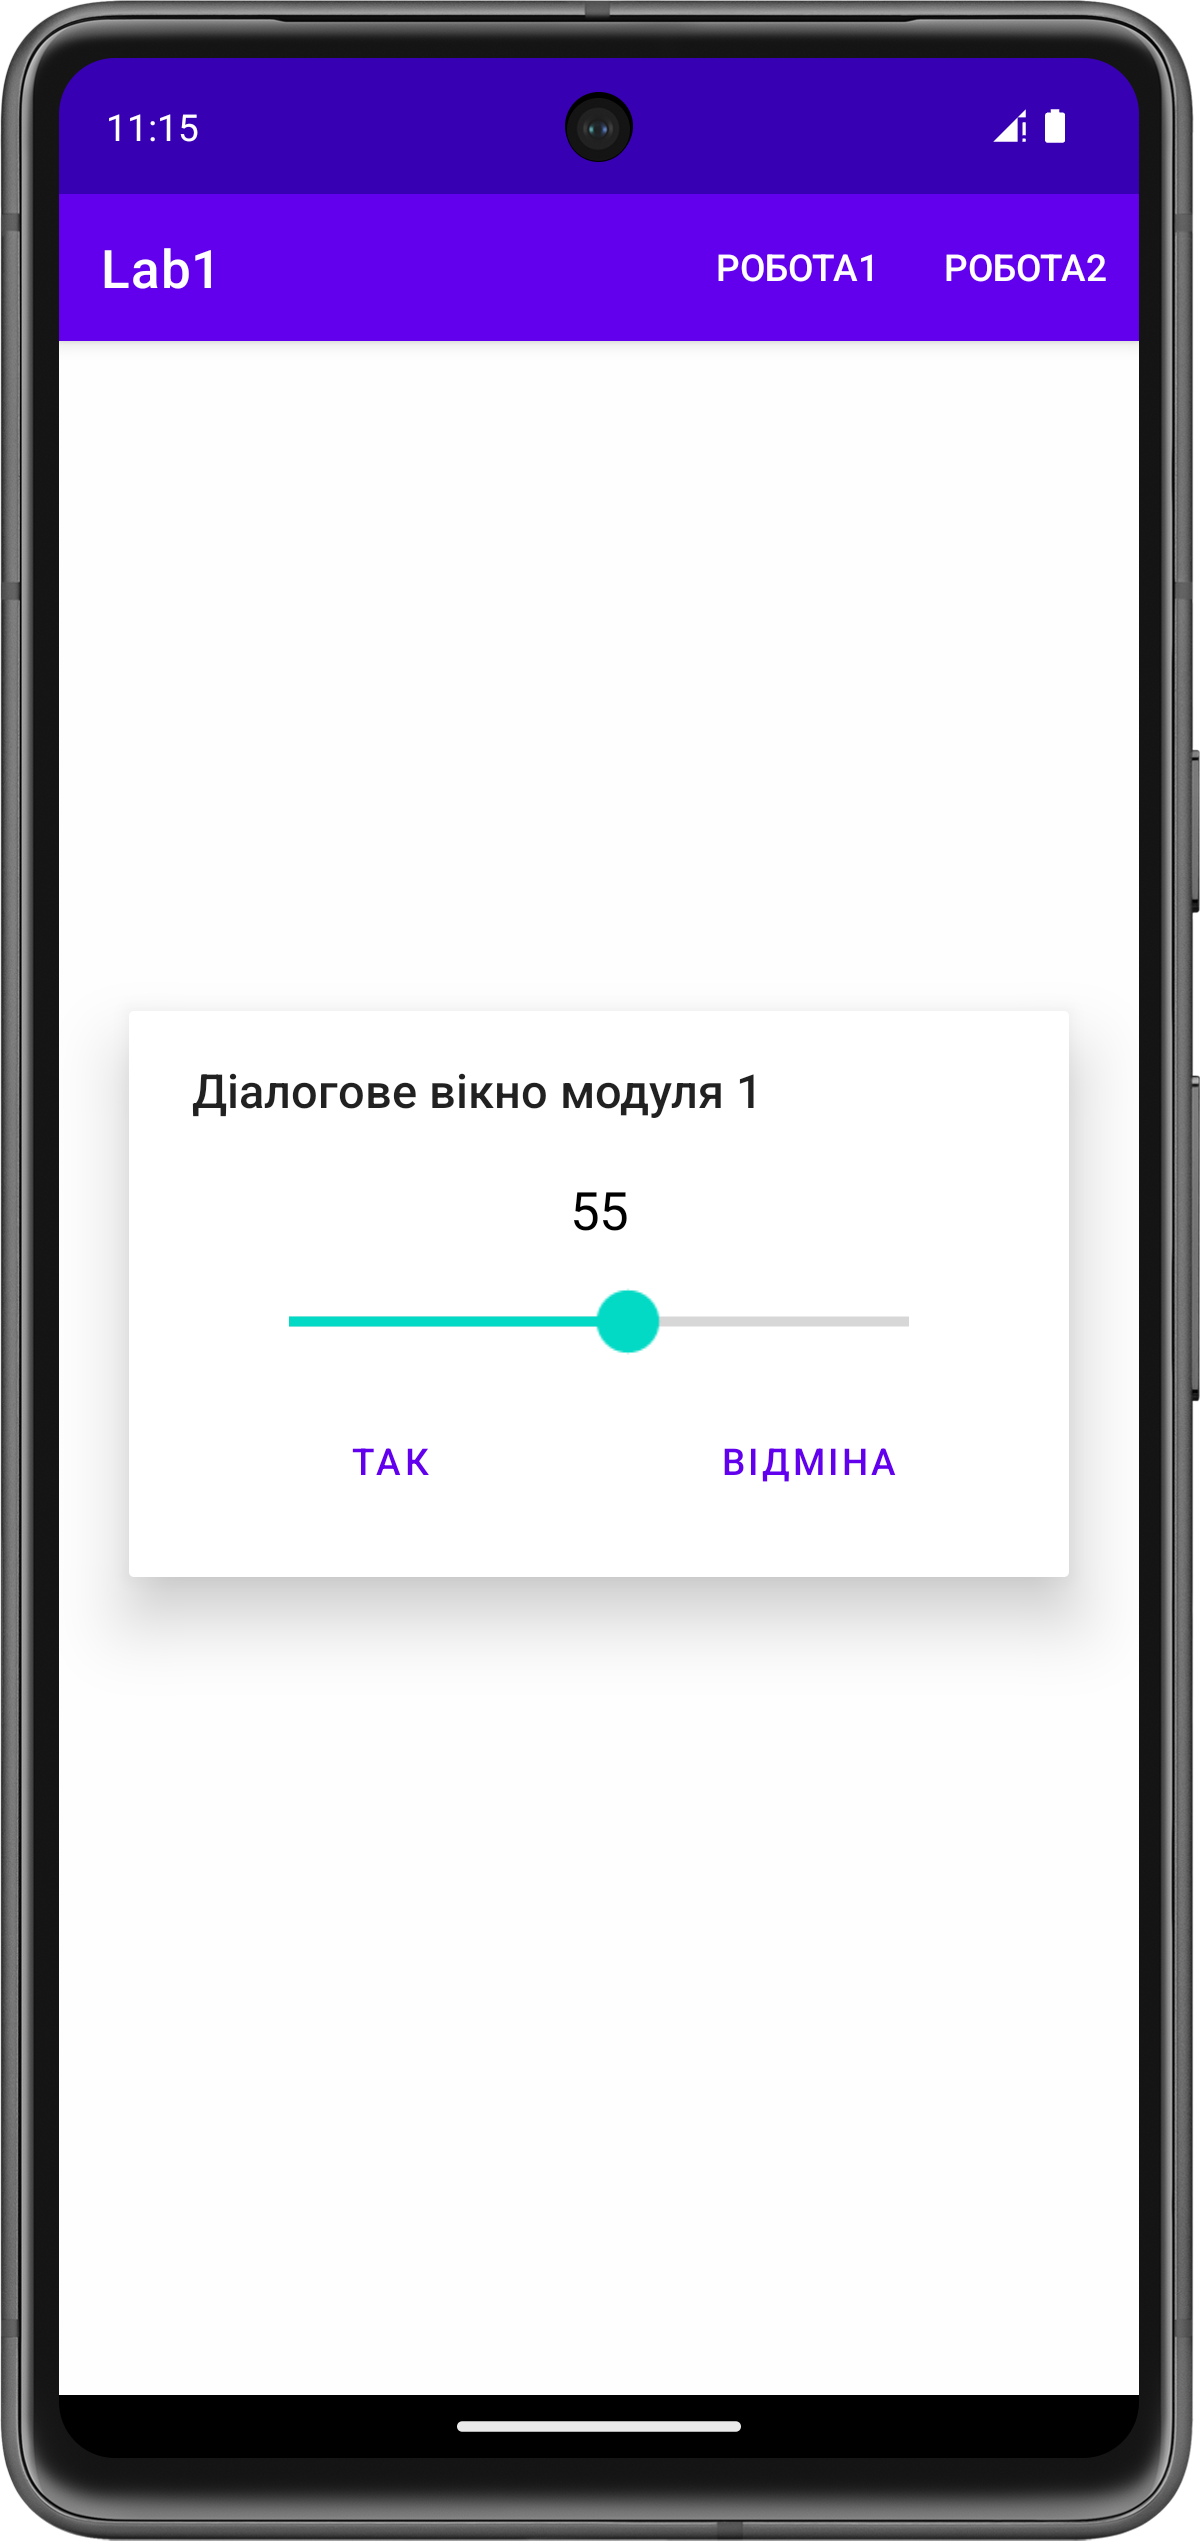 11:15
Lab1 РОБОТА1 РОБОТА2
Діалогове вікно модуля 1
55
ТАК ВІДМІНА